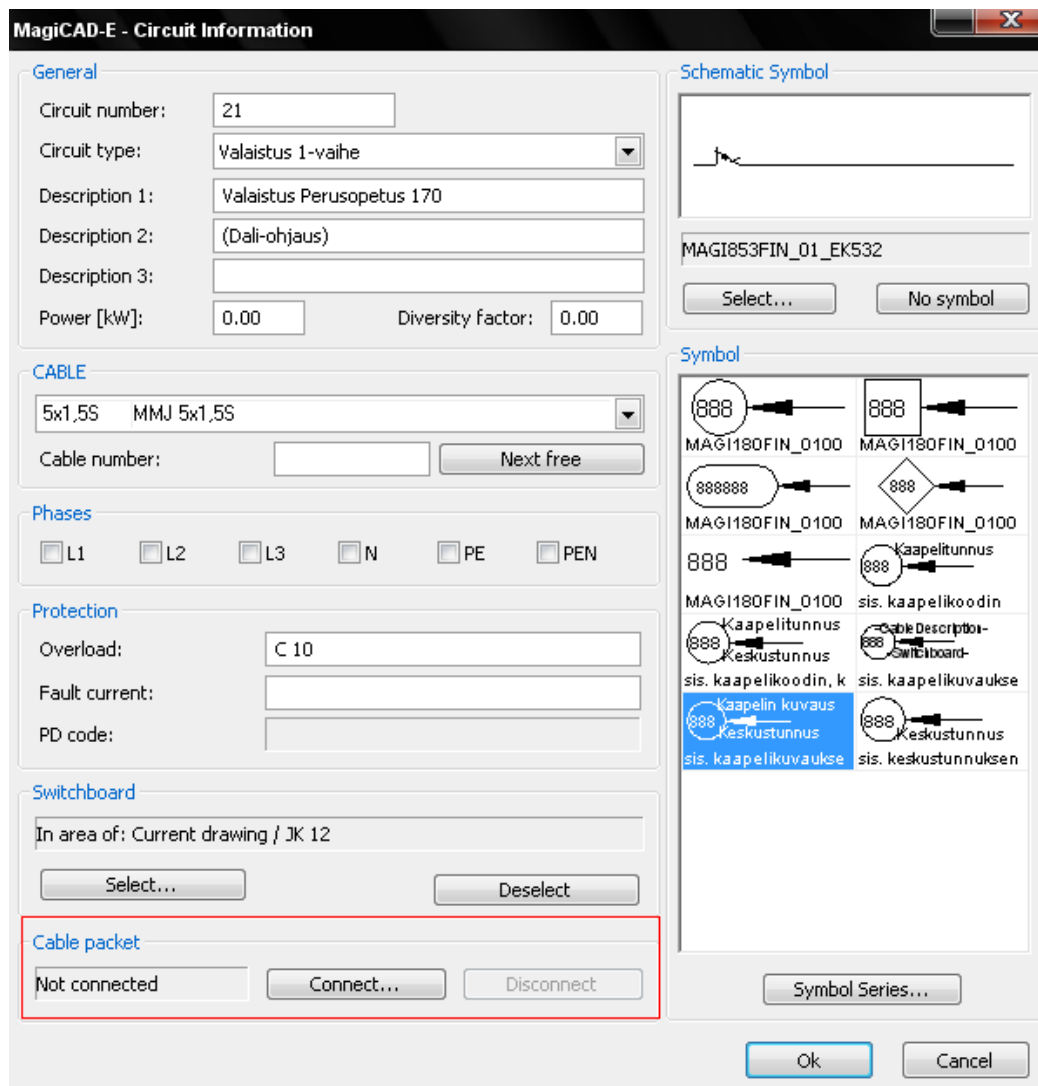 MagiCAD-E - Circuit Information
General
Circuit number: 21
Circuit type: Valaistus 1-vaihe
Description 1: Valaistus Perusopetus 170
Description 2: (Dali-ohjaus)
Description 3:
Power [kW]: 0.00 Diversity factor: 0.00
CABLE
5x1,5S MMJ 5x1,5S
Cable number: Next free
Phases
L1 L2 L3 N PE PEN
Protection
Overload: C 10
Fault current:
PD code:
Switchboard
In area of: Current drawing / JK 12
Select... Deselect
Cable packet
Not connected Connect... Disconnect
Schematic Symbol
MAGI853FIN_01_EK532
Select... No symbol
Symbol
888 888
MAGI180FIN_0100 MAGI180FIN_0100
888888 888
MAGI180FIN_0100 MAGI180FIN_0100
888 888 Kaapelitunnus
MAGI180FIN_0100 sis. kaapelikoodin
888 Kaapelitunnus Keskustunnus 888 -Cable Description- -Switchboard-
sis. kaapelikoodin, k sis. kaapelikuvaukse
888 Kaapelin kuvaus Keskustunnus 888 Keskustunnus
sis. kaapelikuvaukse sis. keskustunnuksen
Symbol Series...
Ok Cancel